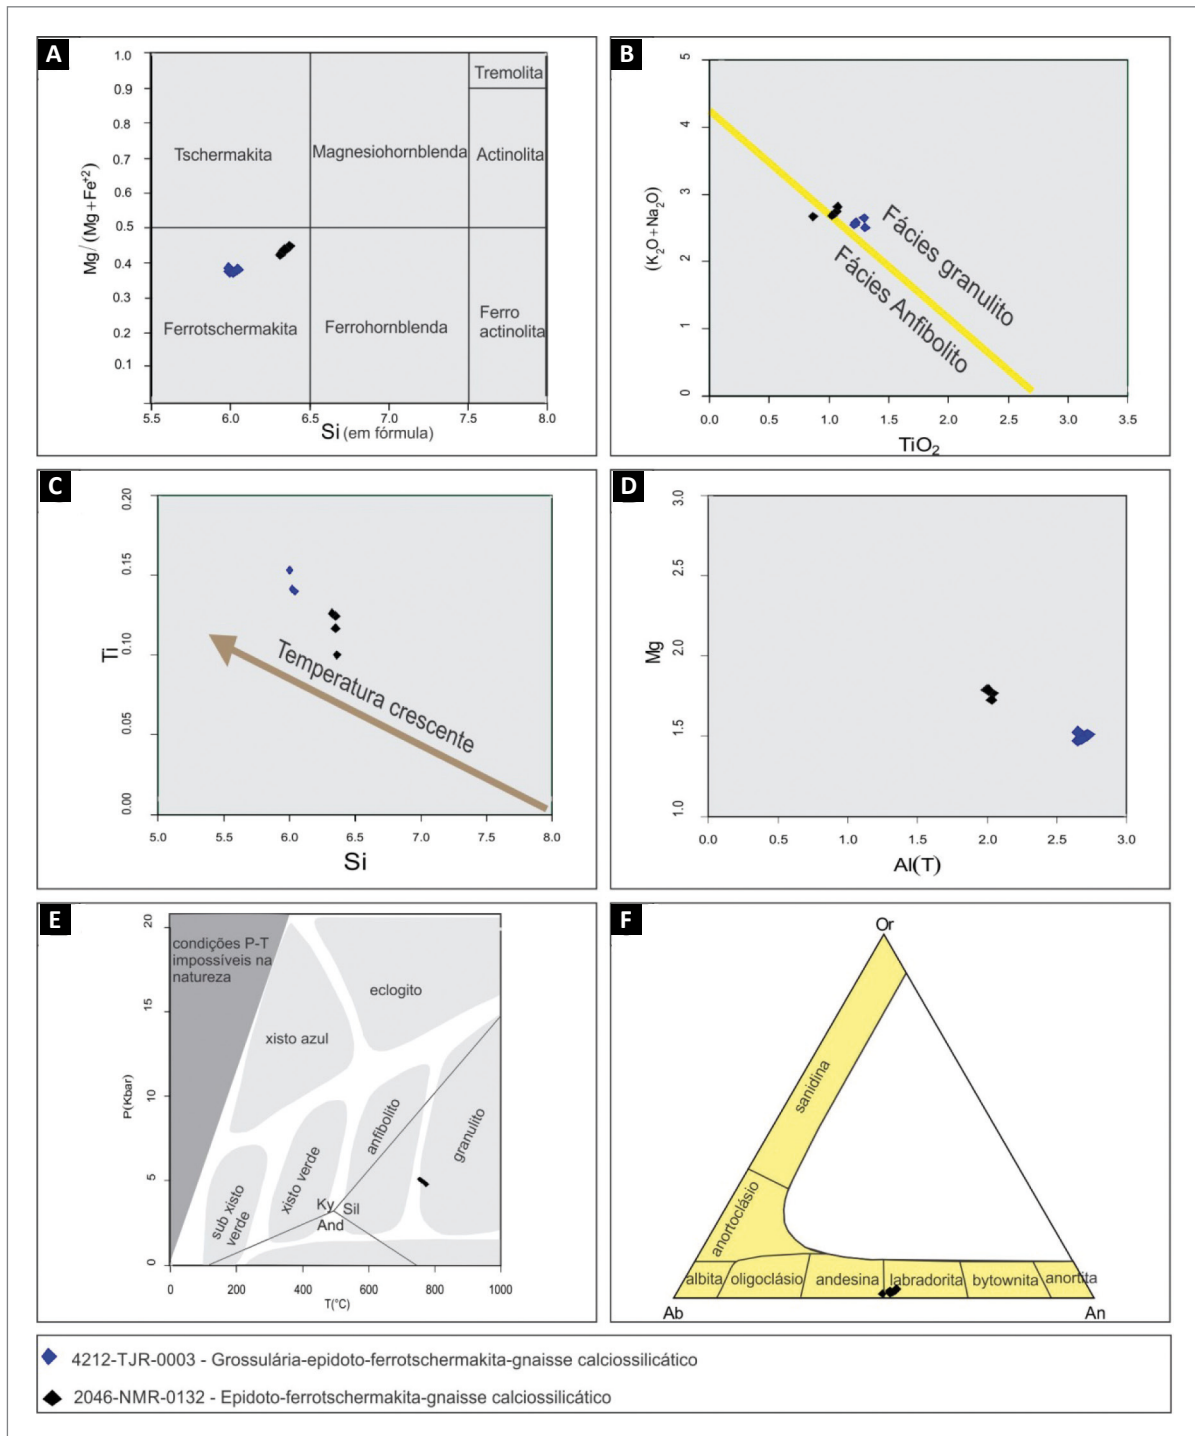 A
1.0
0.9
0.8
0.7
0.6
0.5
0.4
0.3
0.2
0.1
Mg/(Mg+Fe+2)
Tremolita
Tschermakita
Magnesiohornblenda
Actinolita
Ferrotschermakita
Ferrohornblenda
Ferro
actinolita
5.5 6.0 6.5 7.0 7.5 8.0
Si (em fórmula)
B
5
4
3
2
1
0
(K2O+Na2O)
Fácies granulito
Fácies Anfibolito
0.0 0.5 1.0 1.5 2.0 2.5 3.0 3.5
TiO2
C
0.20
0.15
0.10
0.05
0.00
Ti
Temperatura crescente
5.0 5.5 6.0 6.5 7.0 7.5 8.0
Si
D
3.0
2.5
2.0
1.5
1.0
Mg
0.0 0.5 1.0 1.5 2.0 2.5 3.0
Al(T)
E
20
15
10
5
0
P(Kbar)
condições P-T
impossíveis na
natureza
eclogito
xisto azul
anfibolito
granulito
xisto verde
sub xisto
verde
Ky
Sil
And
0 200 400 600 800 1000
T(°C)
F
Or
sanidina
anortoclásio
albita oligoclásio andesina labradorita bytownita anortita
Ab An
4212-TJR-0003 - Grossulária-epidoto-ferrotschermakita-gnaisse calciossilicático
2046-NMR-0132 - Epidoto-ferrotschermakita-gnaisse calciossilicático